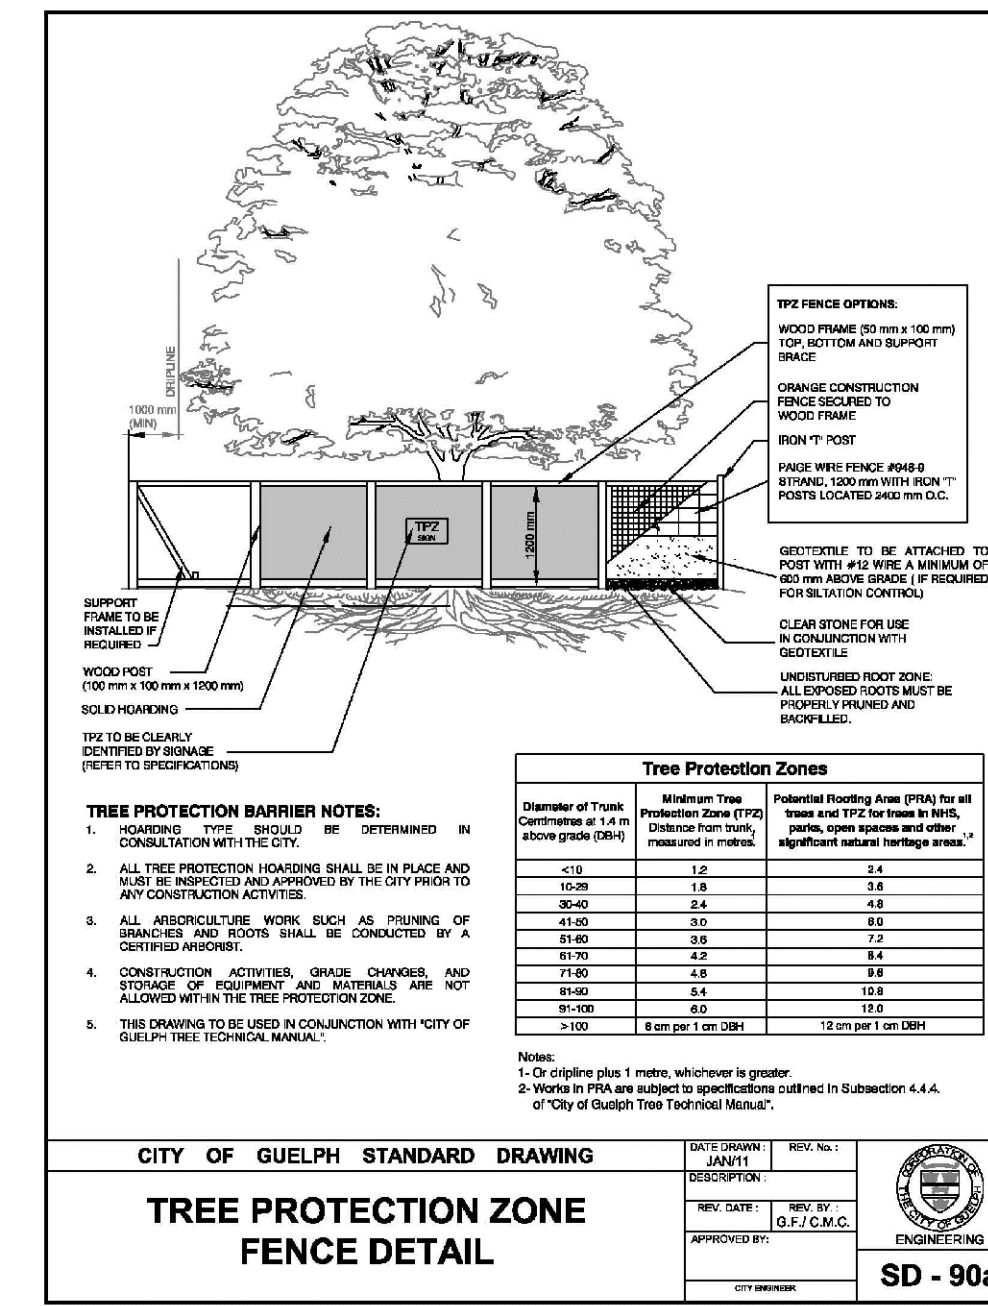 DRIPLINE
1000 mm
(MIN)
TPZ FENCE OPTIONS:
WOOD FRAME (50 mm x 100 mm)
TOP, BOTTOM AND SUPPORT
BRACE
ORANGE CONSTRUCTION
FENCE SECURED TO
WOOD FRAME
IRON "T" POST
PAIGE WIRE FENCE #948-9
STRAND, 1200 mm WITH IRON "T"
POSTS LOCATED 2400 mm O.C.
TPZ
SIGN
1200 mm
GEOTEXTILE TO BE ATTACHED TO
POST WITH #12 WIRE A MINIMUM OF
600 mm ABOVE GRADE ( IF REQUIRED
FOR SILTATION CONTROL)
CLEAR STONE FOR USE
IN CONJUNCTION WITH
GEOTEXTILE
UNDISTURBED ROOT ZONE:
ALL EXPOSED ROOTS MUST BE
PROPERLY PRUNED AND
BACKFILLED.
SUPPORT
FRAME TO BE
INSTALLED IF
REQUIRED
WOOD POST
(100 mm x 100 mm x 1200 mm)
SOLID HOARDING
TPZ TO BE CLEARLY
IDENTIFIED BY SIGNAGE
(REFER TO SPECIFICATIONS)
TREE PROTECTION BARRIER NOTES:
1. HOARDING TYPE SHOULD BE DETERMINED IN
CONSULTATION WITH THE CITY.
2. ALL TREE PROTECTION HOARDING SHALL BE IN PLACE AND
MUST BE INSPECTED AND APPROVED BY THE CITY PRIOR TO
ANY CONSTRUCTION ACTIVITIES.
3. ALL ARBORICULTURE WORK SUCH AS PRUNING OF
BRANCHES AND ROOTS SHALL BE CONDUCTED BY A
CERTIFIED ARBORIST.
4. CONSTRUCTION ACTIVITIES, GRADE CHANGES, AND
STORAGE OF EQUIPMENT AND MATERIALS ARE NOT
ALLOWED WITHIN THE TREE PROTECTION ZONE.
5. THIS DRAWING TO BE USED IN CONJUNCTION WITH "CITY OF
GUELPH TREE TECHNICAL MANUAL".
Tree Protection Zones
Diameter of Trunk
Centimetres at 1.4 m
above grade (DBH)
Minimum Tree
Protection Zone (TPZ)
Distance from trunk,
measured in metres.1
Potential Rooting Area (PRA) for all
trees and TPZ for trees in NHS,
parks, open spaces and other
significant natural heritage areas.1,2
<10 1.2 2.4
10-29 1.8 3.6
30-40 2.4 4.8
41-50 3.0 6.0
51-60 3.6 7.2
61-70 4.2 8.4
71-80 4.8 9.6
81-90 5.4 10.8
91-100 6.0 12.0
>100 6 cm per 1 cm DBH 12 cm per 1 cm DBH
Notes:
1- Or dripline plus 1 metre, whichever is greater.
2- Works in PRA are subject to specifications outlined in Subsection 4.4.4.
of "City of Guelph Tree Technical Manual".
CITY OF GUELPH STANDARD DRAWING
TREE PROTECTION ZONE
FENCE DETAIL
DATE DRAWN :
JAN/11
REV. No. :
DESCRIPTION :
REV. DATE :
REV. BY. :
G.F./ C.M.C.
APPROVED BY:
CITY ENGINEER
CORPORATION OF
THE CITY OF GUELPH
ENGINEERING
SD - 90a